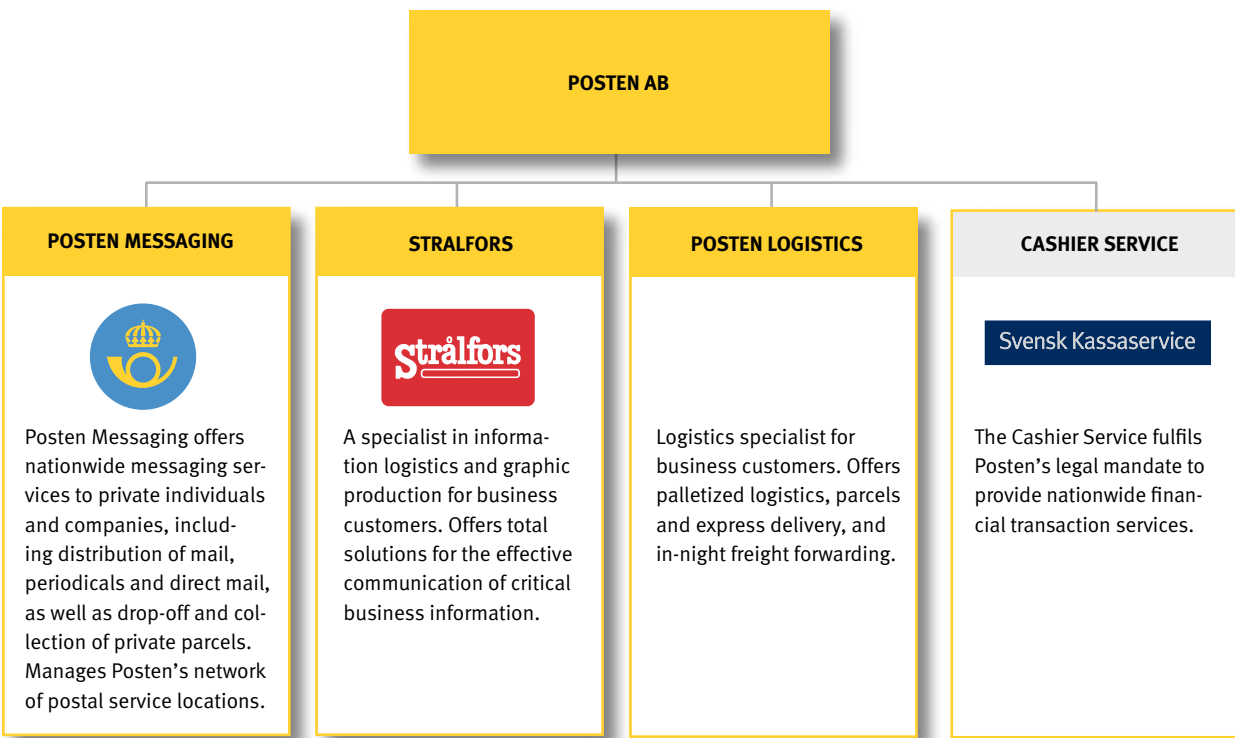 POSTEN AB
POSTEN MESSAGING
Posten Messaging offers
nationwide messaging ser-
vices to private individuals
and companies, includ-
ing distribution of mail,
periodicals and direct mail,
as well as drop-off and col-
lection of private parcels.
Manages Posten’s network
of postal service locations.
STRALFORS
Strålfors
A specialist in informa-
tion logistics and graphic
production for business
customers. Offers total
solutions for the effective
communication of critical
business information.
POSTEN LOGISTICS
Logistics specialist for
business customers. Offers
palletized logistics, parcels
and express delivery, and
in-night freight forwarding.
CASHIER SERVICE
Svensk Kassaservice
The Cashier Service fulfils
Posten’s legal mandate to
provide nationwide finan-
cial transaction services.